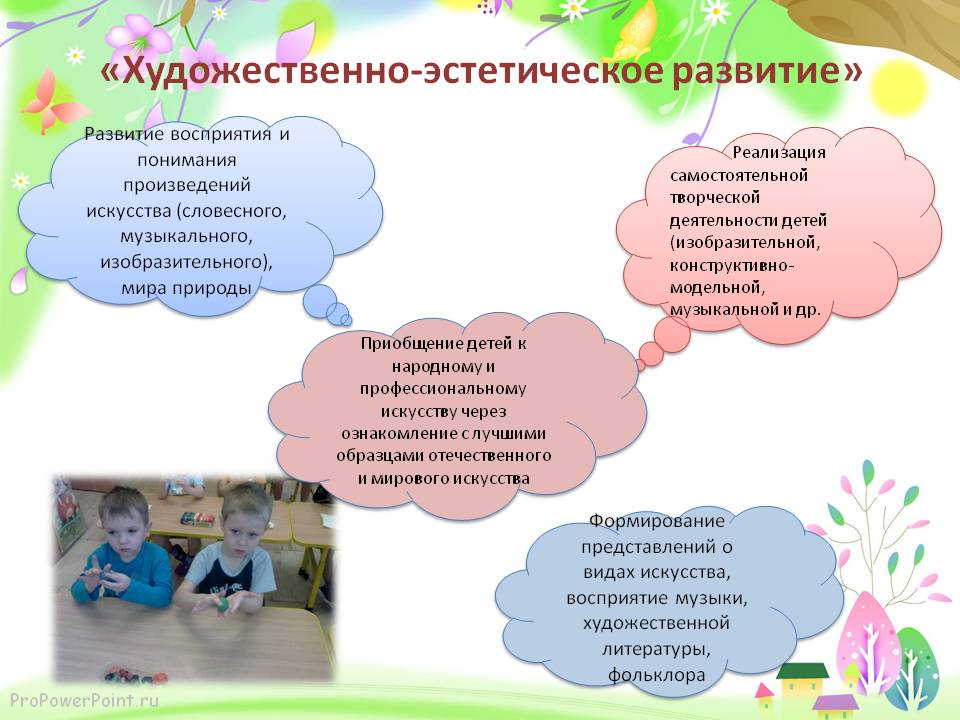 «Художественно-эстетическое развитие»
Развитие восприятия и
понимания
произведений
искусства (словесного,
музыкального,
изобразительного),
мира природы
Реализация
самостоятельной
творческой
деятельности детей
(изобразительной,
конструктивно-
модельной,
музыкальной и др.
Приобщение детей к
народному и
профессиональному
искусству через
ознакомление с лучшими
образцами отечественного
и мирового искусства
Формирование
представлений о
видах искусства,
восприятие музыки,
художественной
литературы,
фольклора
ProPowerPoint.ru